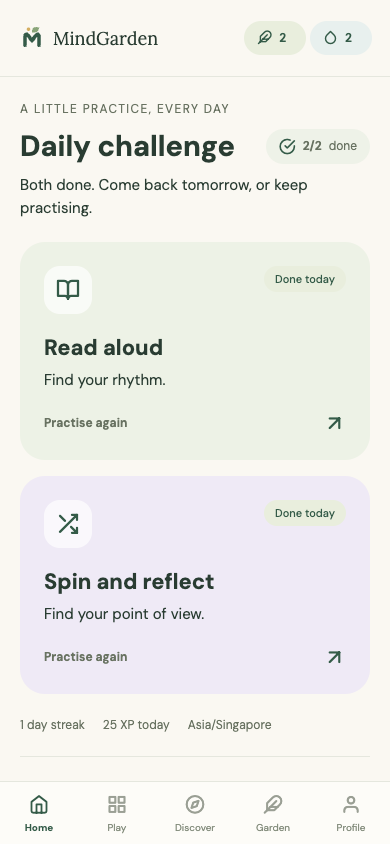 MindGarden
2
2
A LITTLE PRACTICE, EVERY DAY
Daily challenge
2/2 done
Both done. Come back tomorrow, or keep
practising.
Done today
Read aloud
Find your rhythm.
Practise again
Done today
Spin and reflect
Find your point of view.
Practise again
1 day streak
25 XP today
Asia/Singapore
Home
Play
Discover
Garden
Profile